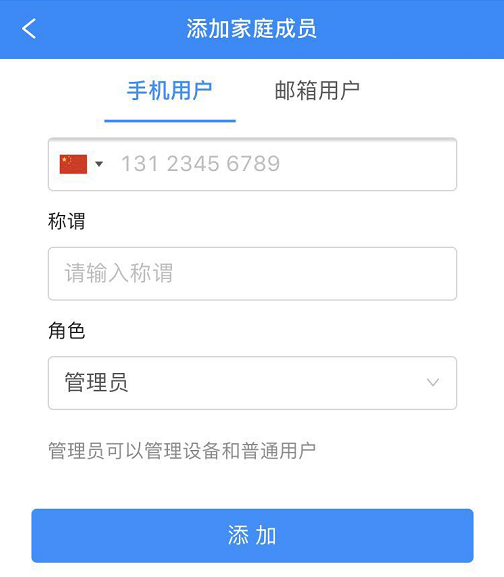 添加家庭成员
手机用户 邮箱用户
131 2345 6789
称谓
请输入称谓
角色
管理员
管理员可以管理设备和普通用户
添 加